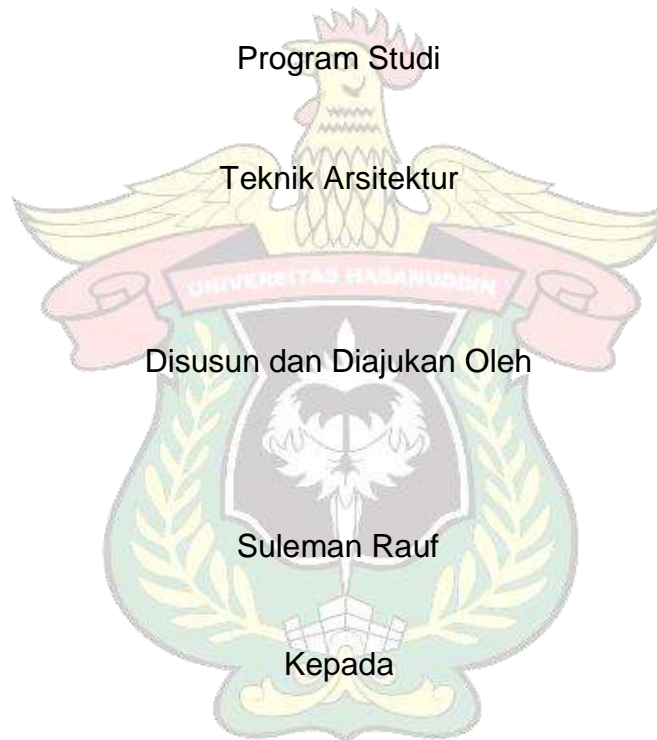 Program Studi
Teknik Arsitektur
UNIVERSITAS HASANUDDIN
Disusun dan Diajukan Oleh
Suleman Rauf
Kepada